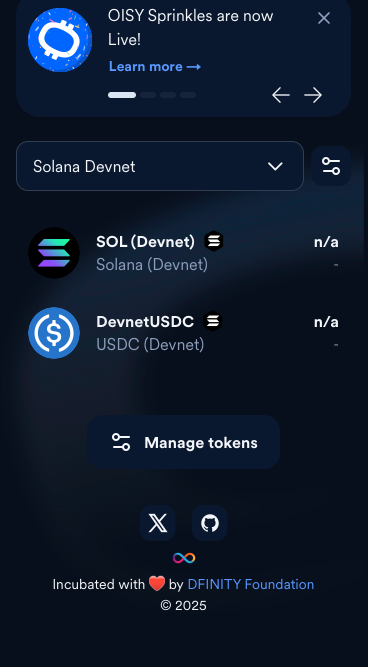 OISY Sprinkles are now
Live!
Learn more →
Solana Devnet
SOL (Devnet)
n/a
Solana (Devnet)
-
DevnetUSDC
n/a
USDC (Devnet)
-
Manage tokens
Incubated with ❤️ by DFINITY Foundation
© 2025